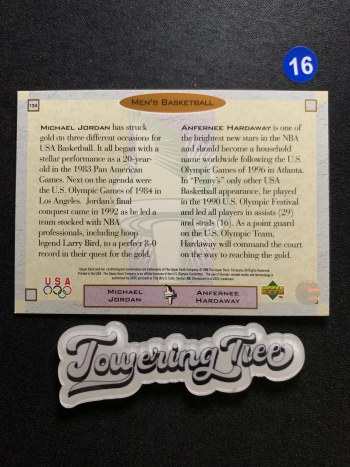 16
134
MEN'S BASKETBALL
MICHAEL JORDAN has struck
gold on three different occasions for
USA Basketball. It all began with a
stellar performance as a 20-year-
old in the 1983 Pan American
Games. Next on the agenda were
the U.S. Olympic Games of 1984 in
Los Angeles. Jordan's final
conquest came in 1992 as he led a
team stocked with NBA
professionals, including hoop
legend Larry Bird, to a perfect 8-0
record in their quest for the gold.
ANFERNEE HARDAWAY is one of
the brightest new stars in the NBA
and should become a household
name worldwide following the U.S.
Olympic Games of 1996 in Atlanta.
In "Penny's" only other USA
Basketball appearance, he played
in the 1990 U.S. Olympic Festival
and led all players in assists (29)
and steals (16). As a point guard
on the U.S. Olympic Team,
Hardaway will command the court
on the way to reaching the gold.
USA
MICHAEL
JORDAN
ANFERNEE
HARDAWAY
Towering Tree